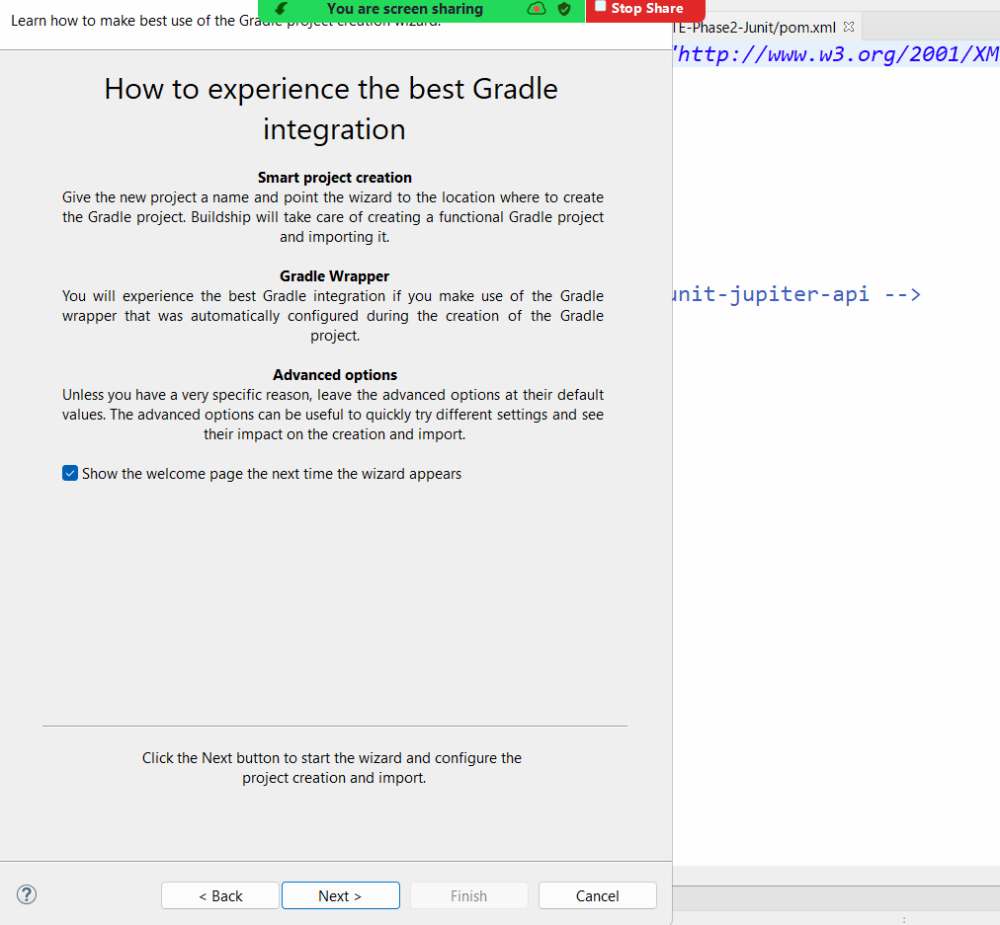 You are screen sharing
Stop Share
Learn how to make best use of the Gradle project creation wizard.
TE-Phase2-Junit/pom.xml
"http://www.w3.org/2001/XM
How to experience the best Gradle
integration
Smart project creation
Give the new project a name and point the wizard to the location where to create
the Gradle project. Buildship will take care of creating a functional Gradle project
and importing it.
Gradle Wrapper
You will experience the best Gradle integration if you make use of the Gradle
wrapper that was automatically configured during the creation of the Gradle
project.
unit-jupiter-api -->
Advanced options
Unless you have a very specific reason, leave the advanced options at their default
values. The advanced options can be useful to quickly try different settings and see
their impact on the creation and import.
Show the welcome page the next time the wizard appears
Click the Next button to start the wizard and configure the
project creation and import.
?
< Back
Next >
Finish
Cancel